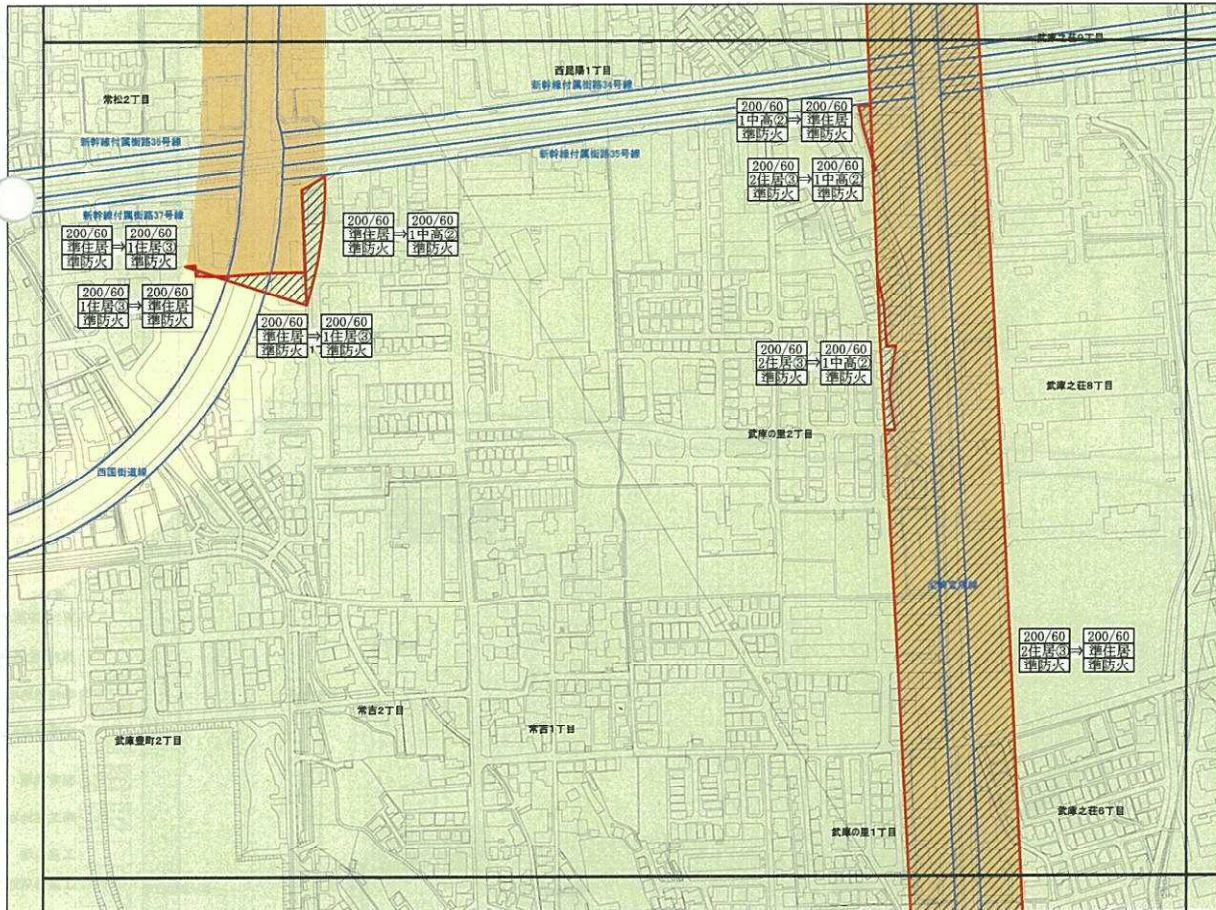 武庫之荘9丁目
西昆陽1丁目
新幹線付属街路34号線
常松2丁目
200/60 200/60
1中高②⇒準住居
準防火 準防火
新幹線付属街路36号線
新幹線付属街路35号線
200/60 200/60
2住居③⇒1中高②
準防火 準防火
新幹線付属街路37号線
200/60 200/60
準住居⇒1住居③
準防火 準防火
200/60 200/60
準住居⇒1中高②
準防火 準防火
200/60 200/60
1住居③⇒準住居
準防火 準防火
200/60 200/60
準住居⇒1住居③
準防火 準防火
200/60 200/60
2住居③⇒1中高②
準防火 準防火
武庫之荘8丁目
武庫の里2丁目
西国街道線
200/60 200/60
2住居③⇒準住居
準防火 準防火
常吉2丁目
常吉1丁目
武庫豊町2丁目
武庫之荘6丁目
武庫の里1丁目